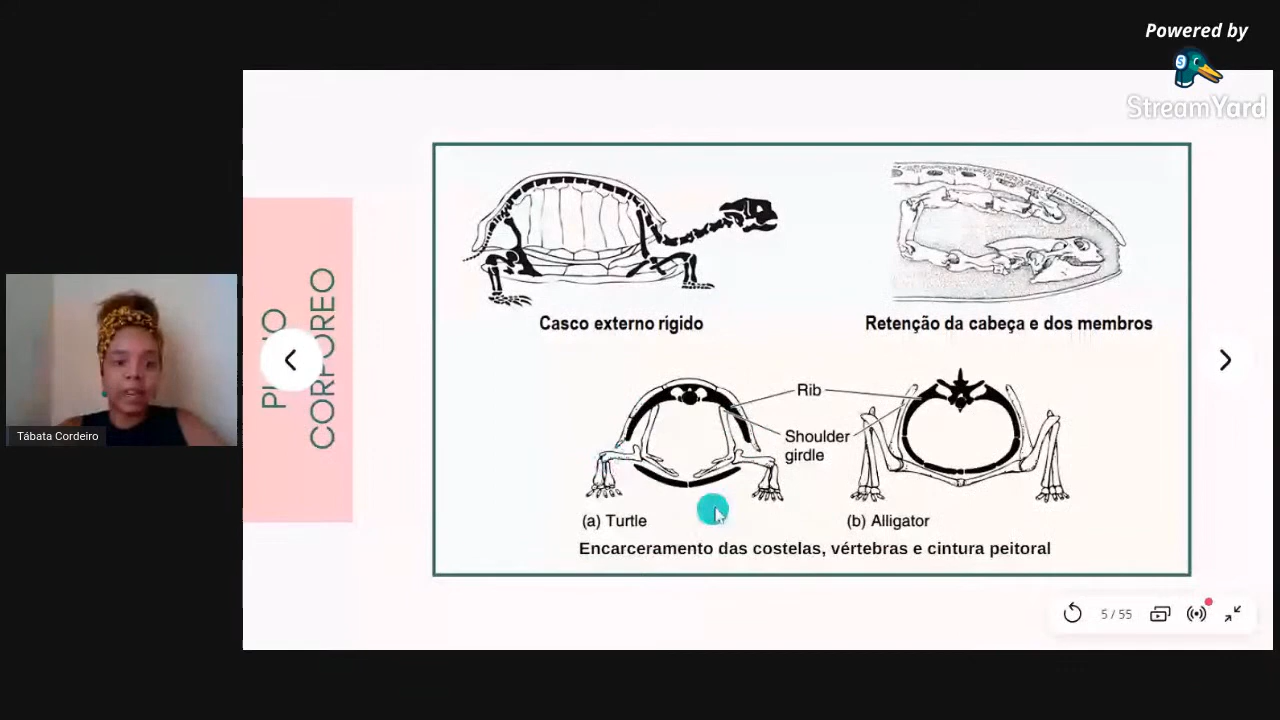 Powered by
StreamYard
CORPÓREO
Casco externo rígido
Retenção da cabeça e dos membros
Rib
Shoulder
girdle
(a) Turtle
(b) Alligator
Encarceramento das costelas, vértebras e cintura peitoral
Tábata Cordeiro
5 / 55